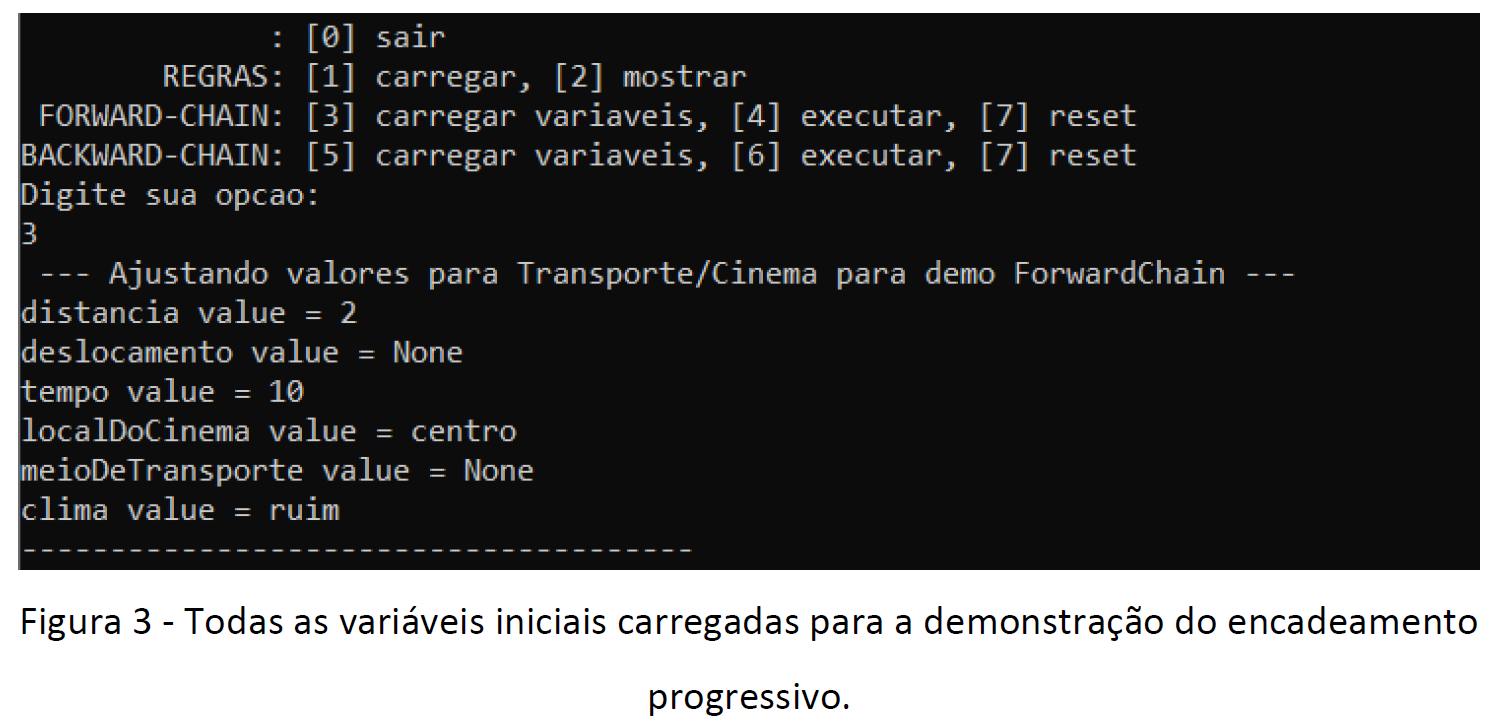 : [0] sair
REGRAS: [1] carregar, [2] mostrar
FORWARD-CHAIN: [3] carregar variaveis, [4] executar, [7] reset
BACKWARD-CHAIN: [5] carregar variaveis, [6] executar, [7] reset
Digite sua opcao:
3
--- Ajustando valores para Transporte/Cinema para demo ForwardChain ---
distancia value = 2
deslocamento value = None
tempo value = 10
localDoCinema value = centro
meioDeTransporte value = None
clima value = ruim
--------------------------------------
Figura 3 - Todas as variáveis iniciais carregadas para a demonstração do encadeamento
progressivo.